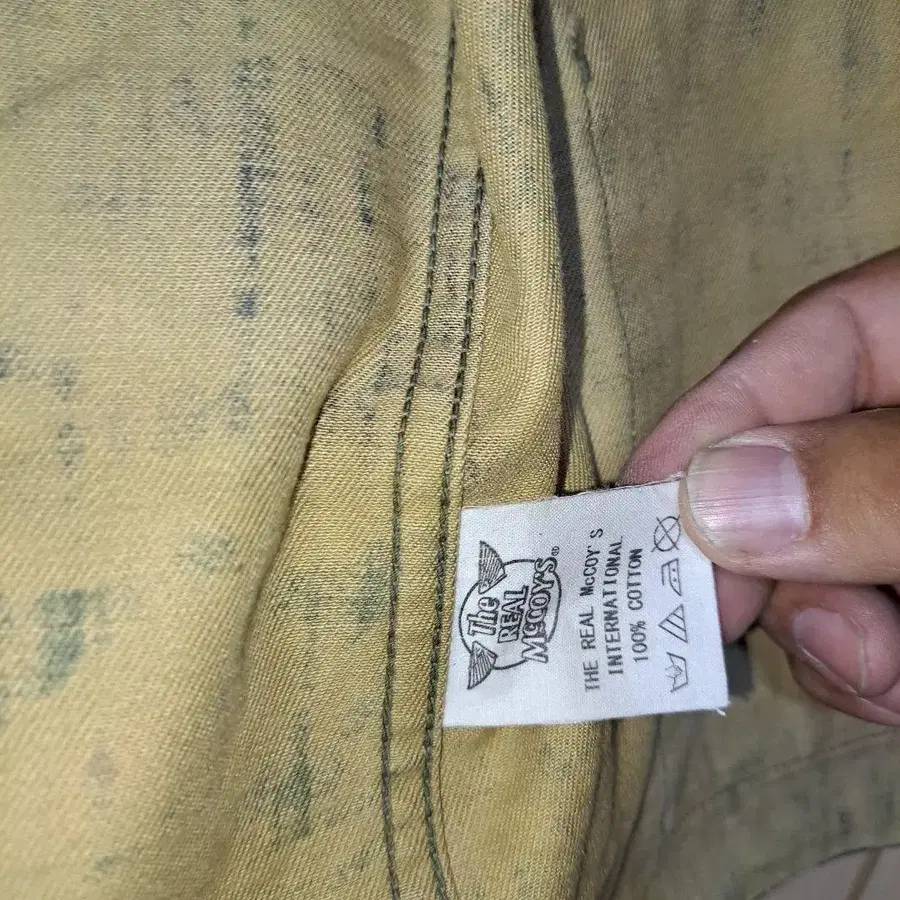 The
REAL
McCOY'S®
THE REAL McCOY'S
INTERNATIONAL
100% COTTON